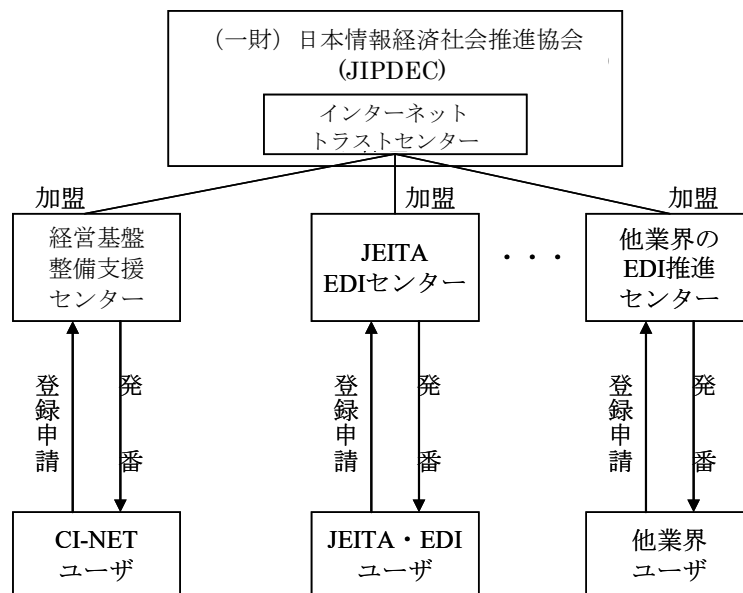 （一財）日本情報経済社会推進協会
(JIPDEC)
インターネット
トラストセンター
加盟
加盟
加盟
経営基盤
整備支援
センター
JEITA
EDIセンター
・・・
他業界の
EDI推進
センター
登録申請
発番
登録申請
発番
登録申請
発番
CI-NET
ユーザ
JEITA・EDI
ユーザ
他業界
ユーザ